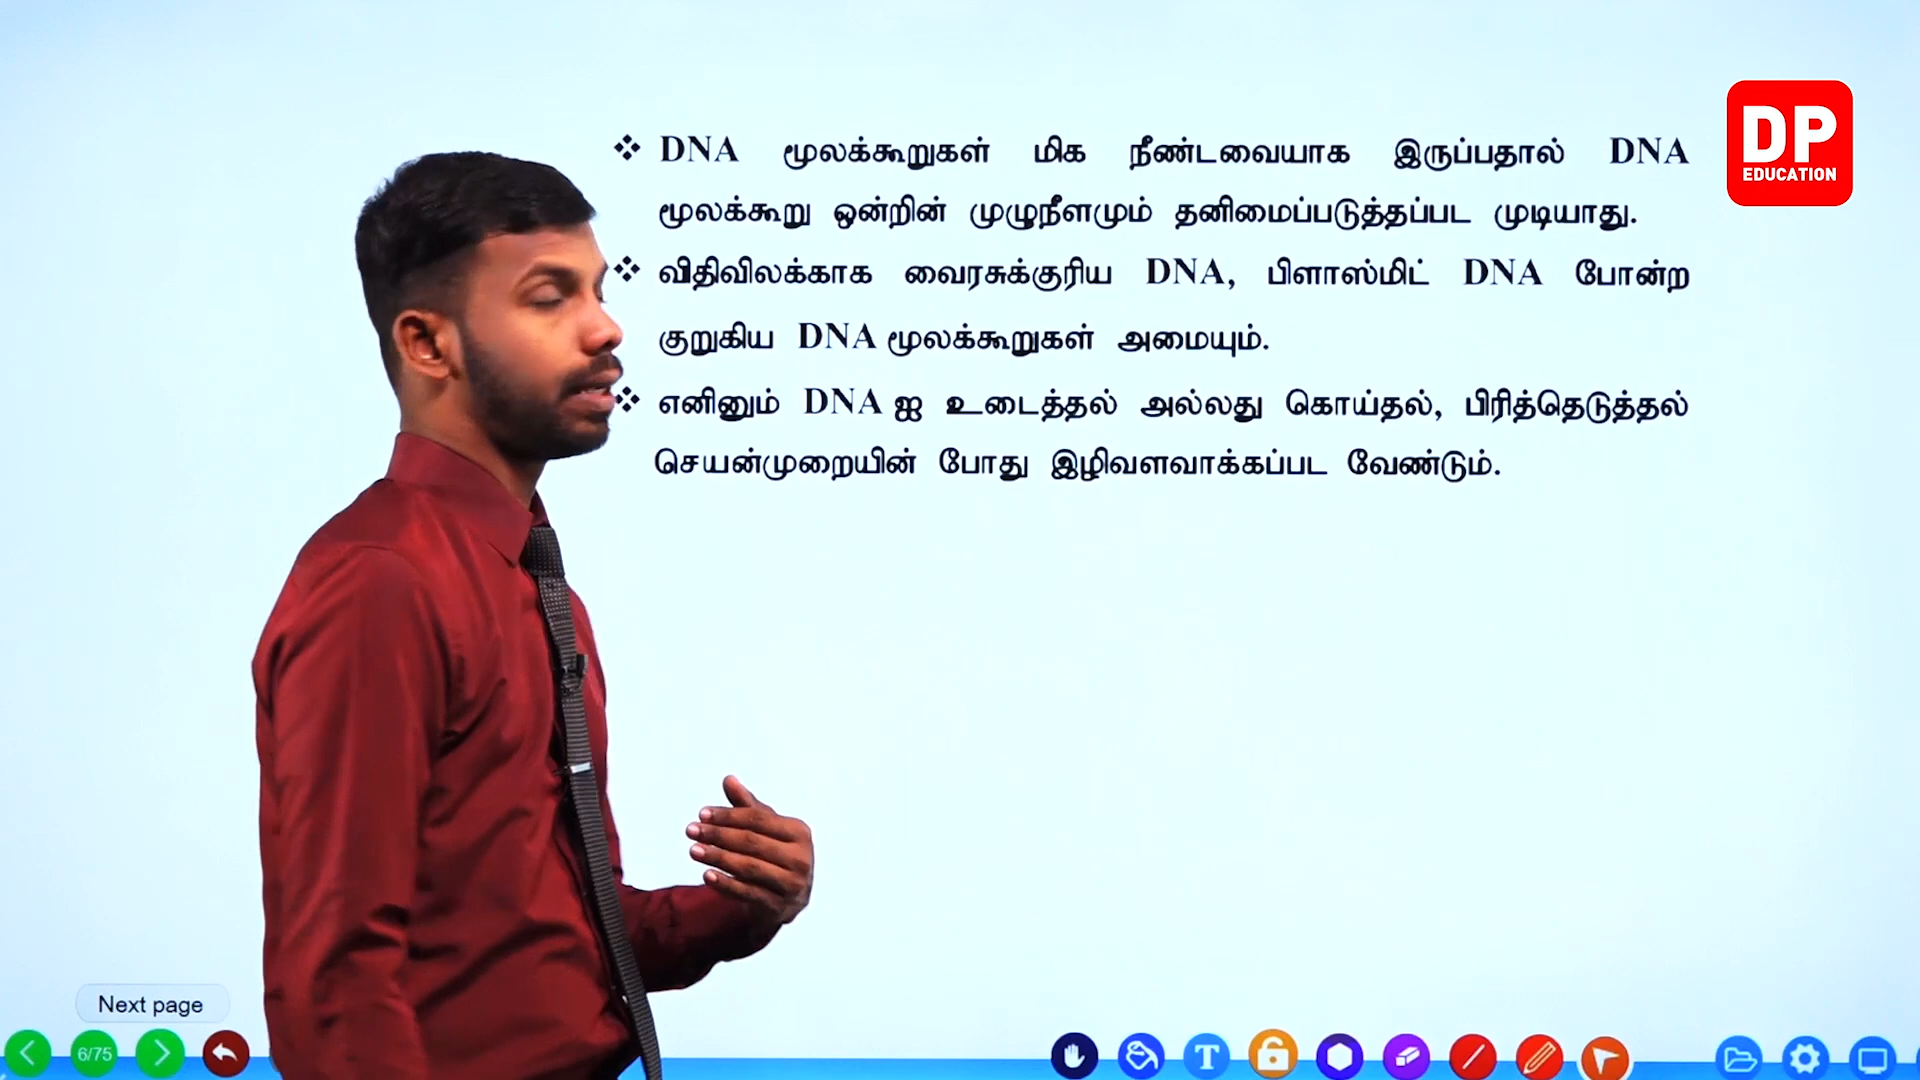 ❖ DNA மூலக்கூறுகள் மிக நீண்டவையாக இருப்பதால் DNA
மூலக்கூறு ஒன்றின் முழுநீளமும் தனிமைப்படுத்தப்பட முடியாது.
❖ விதிவிலக்காக வைரசுக்குரிய DNA, பிளாஸ்மிட் DNA போன்ற
குறுகிய DNA மூலக்கூறுகள் அமையும்.
❖ எனினும் DNA ஐ உடைத்தல் அல்லது கொய்தல், பிரித்தெடுத்தல்
செயன்முறையின் போது இழிவளவாக்கப்பட வேண்டும்.
DP
EDUCATION
Next page
6/75
T